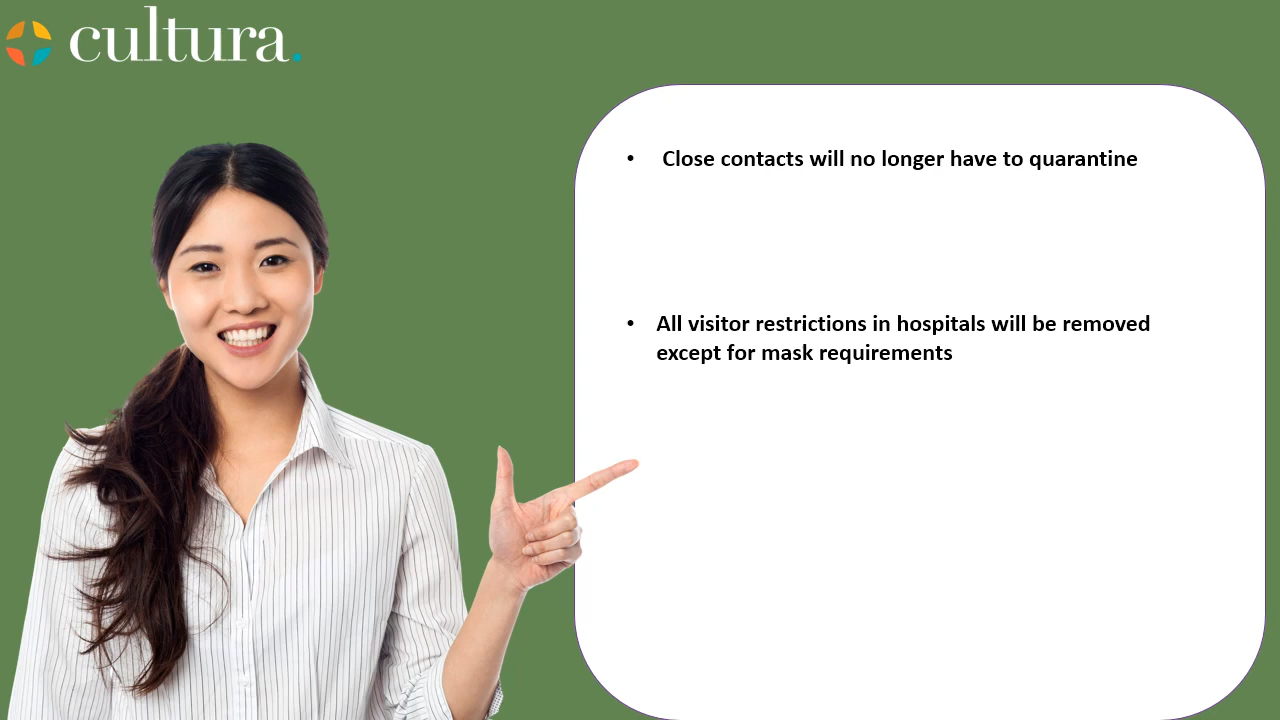 cultura.
• Close contacts will no longer have to quarantine
• All visitor restrictions in hospitals will be removed
except for mask requirements